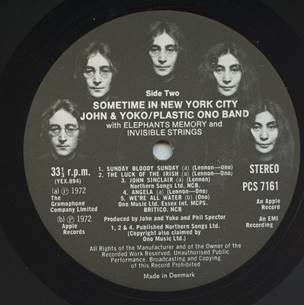 Side Two
SOMETIME IN NEW YORK CITY
JOHN & YOKO/PLASTIC ONO BAND
with ELEPHANTS MEMORY and
INVISIBLE STRINGS
33⅓ r.p.m.
(YEX.894)
(a) ℗ 1972
The
Gramophone
Company Limited
(b) ℗ 1972
Apple
Records
1. SUNDAY BLOODY SUNDAY (a) (Lennon—Ono)
2. THE LUCK OF THE IRISH (a) (Lennon—Ono)
3. JOHN SINCLAIR (a) (Lennon)
Northern Songs Ltd. NCB.
4. ANGELA (a) (Lennon—Ono)
5. WE'RE ALL WATER (b) (Ono)
Ono Music Ltd. Essex Int. MCPS.
BRITICO. NCB
STEREO
PCS 7161
An Apple
Record
An EMI
Recording
Produced by John and Yoko and Phil Spector
1, 2 & 4. Published Northern Songs Ltd.
(Copyright also claimed by
Ono Music Ltd.)
All Rights of the Manufacturer and of the Owner of the
Recorded Work Reserved. Unauthorised Public
Performance. Broadcasting and Copying
of this Record Prohibited
Made in Denmark